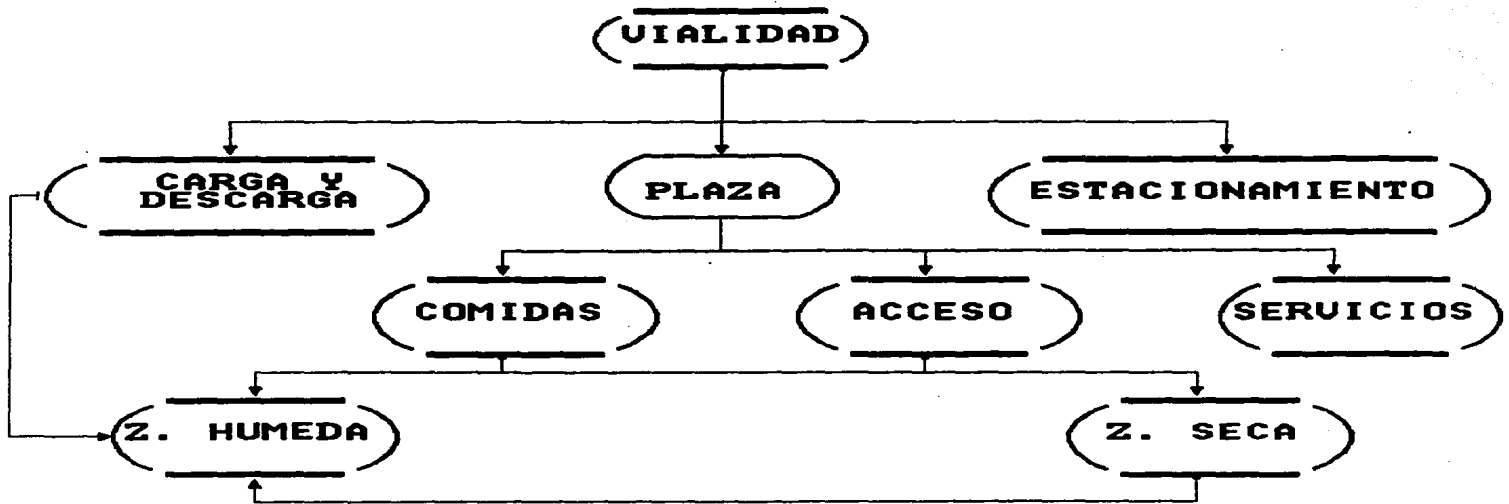 VIALIDAD
CARGA Y
DESCARGA
PLAZA
ESTACIONAMIENTO
COMIDAS
ACCESO
SERVICIOS
Z. HUMEDA
Z. SECA